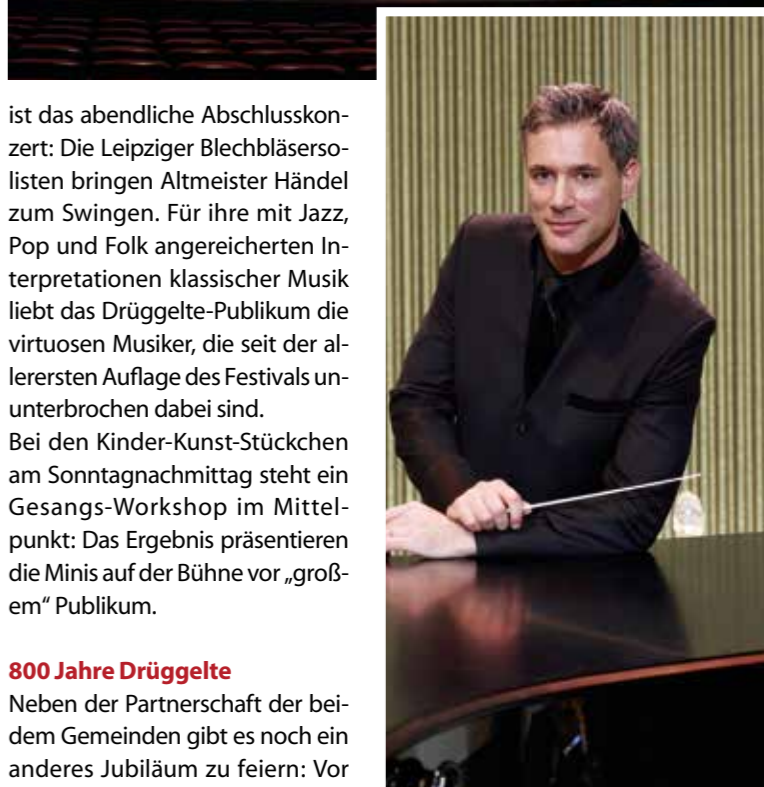 ist das abendliche Abschlusskon-
zert: Die Leipziger Blechbläserso-
listen bringen Altmeister Händel
zum Swingen. Für ihre mit Jazz,
Pop und Folk angereicherten In-
terpretationen klassischer Musik
liebt das Drüggelte-Publikum die
virtuosen Musiker, die seit der al-
lerersten Auflage des Festivals un-
unterbrochen dabei sind.
Bei den Kinder-Kunst-Stückchen
am Sonntagnachmittag steht ein
Gesangs-Workshop im Mittel-
punkt: Das Ergebnis präsentieren
die Minis auf der Bühne vor „groß-
em“ Publikum.
800 Jahre Drüggelte
Neben der Partnerschaft der bei-
dem Gemeinden gibt es noch ein
anderes Jubiläum zu feiern: Vor